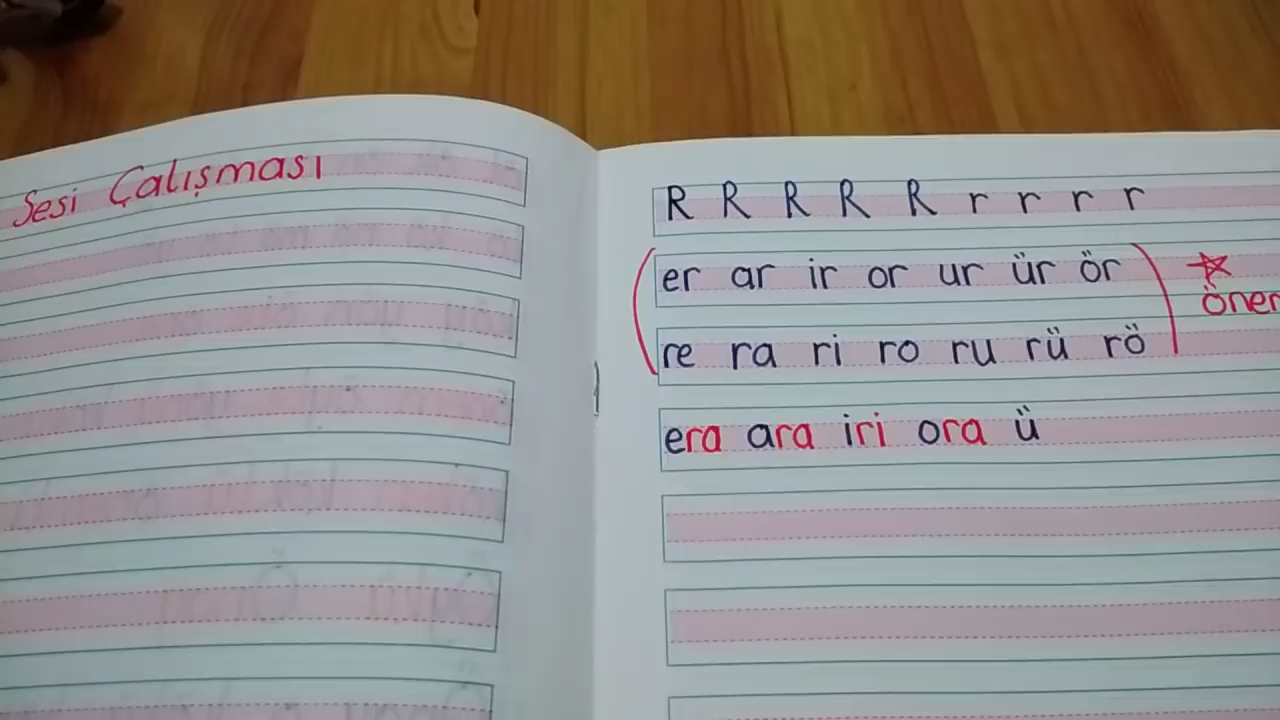 Sesi Çalışması
R R R R R r r r r
er ar ir or ur ür ör
re ra ri ro ru rü rö
era ara iri ora ü